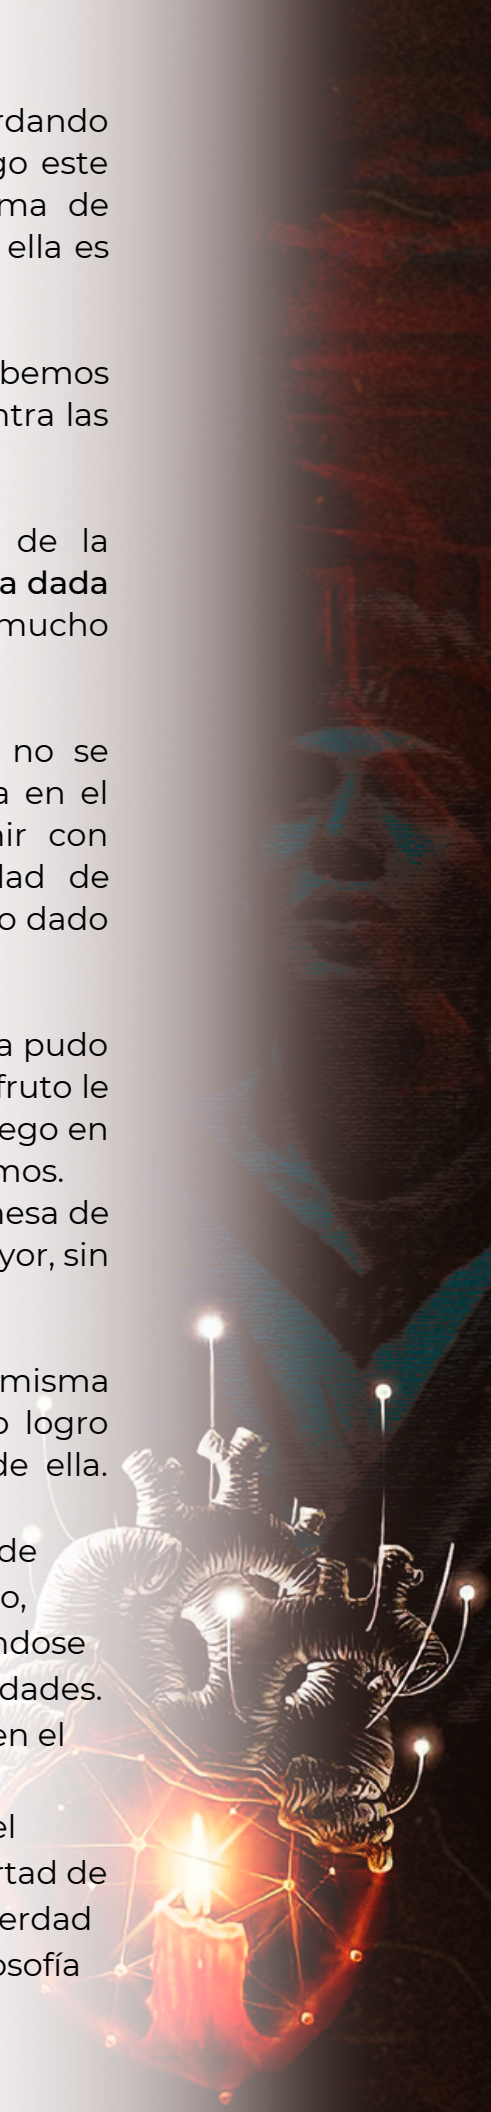 rdando
go este
ma de
ella es
bemos
ntra las
de la
a dada
mucho
no se
a en el
nir con
dad de
o dado
a pudo
fruto le
ego en
mos.
nesa de
yor, sin
misma
o logro
de ella.
de
o,
ndose
dades.
en el
el
rtad de
erdad
osofía